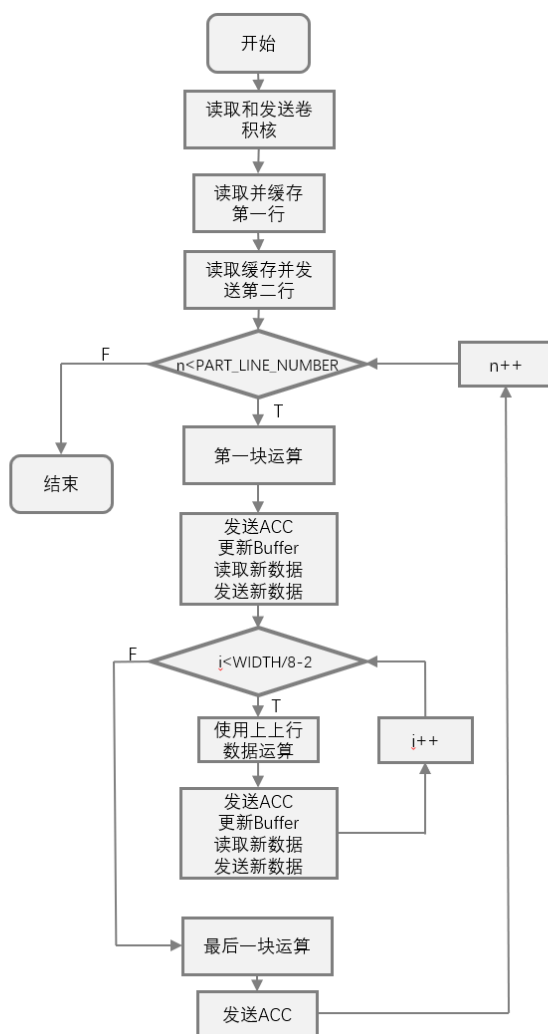 开始
读取和发送卷
积核
读取并缓存
第一行
读取缓存并发
送第二行
F
n<PART_LINE_NUMBER
n++
T
第一块运算
结束
发送ACC
更新Buffer
读取新数据
发送新数据
F
i<WIDTH/8-2
T
使用上上行
数据运算
i++
发送ACC
更新Buffer
读取新数据
发送新数据
最后一块运算
发送ACC